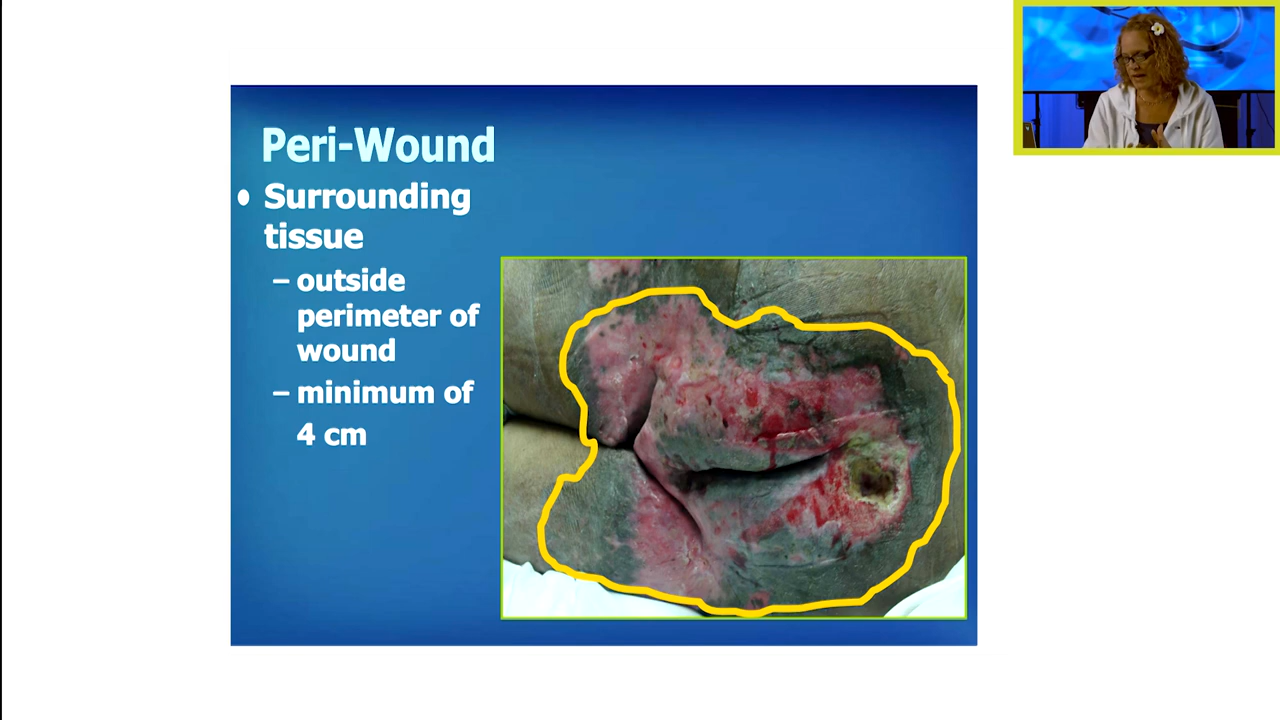 Peri-Wound
• Surrounding
tissue
– outside
perimeter of
wound
– minimum of
4 cm